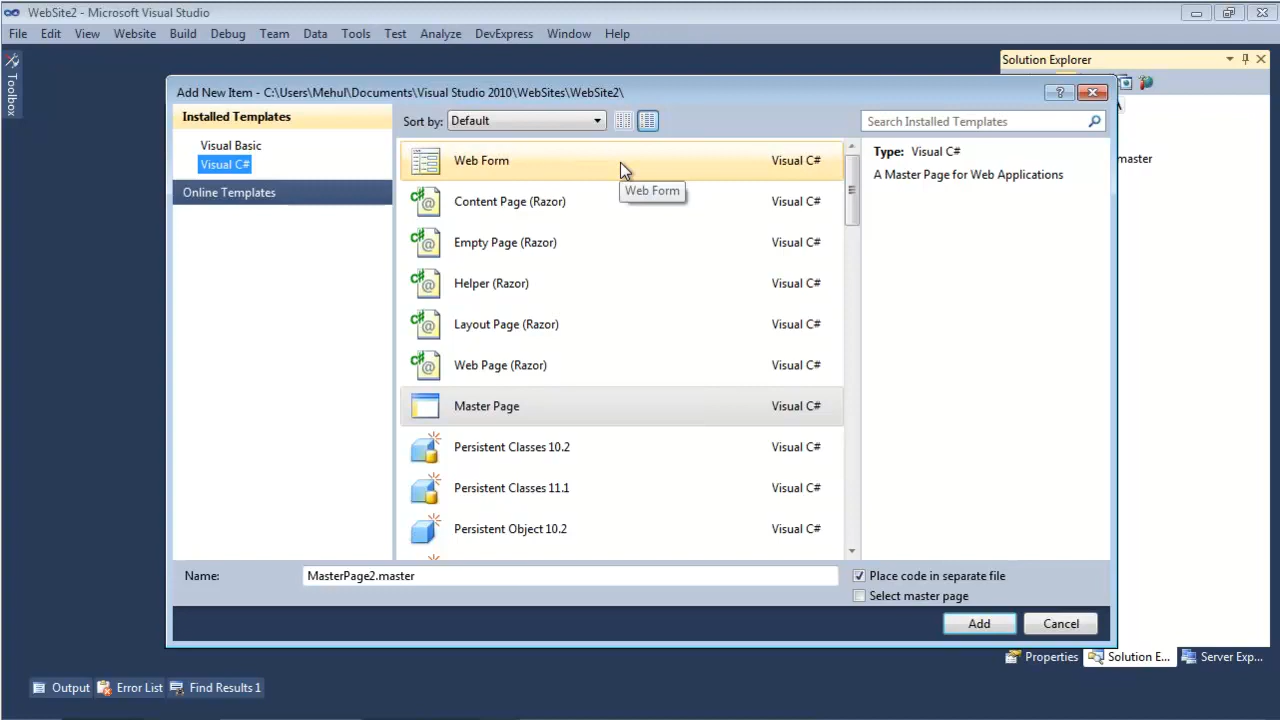 WebSite2 - Microsoft Visual Studio
File Edit View Website Build Debug Team Data Tools Test Analyze DevExpress Window Help
Toolbox
Solution Explorer
Add New Item - C:\Users\Mehul\Documents\Visual Studio 2010\WebSites\WebSite2\
Installed Templates
Sort by: Default
Search Installed Templates
Visual Basic
Visual C#
Online Templates
Web Form Visual C#
Web Form
Content Page (Razor) Visual C#
Empty Page (Razor) Visual C#
Helper (Razor) Visual C#
Layout Page (Razor) Visual C#
Web Page (Razor) Visual C#
Master Page Visual C#
Persistent Classes 10.2 Visual C#
Persistent Classes 11.1 Visual C#
Persistent Object 10.2 Visual C#
Type: Visual C#
A Master Page for Web Applications
master
Name: MasterPage2.master
Place code in separate file
Select master page
Add Cancel
Properties Solution E... Server Exp...
Output Error List Find Results 1